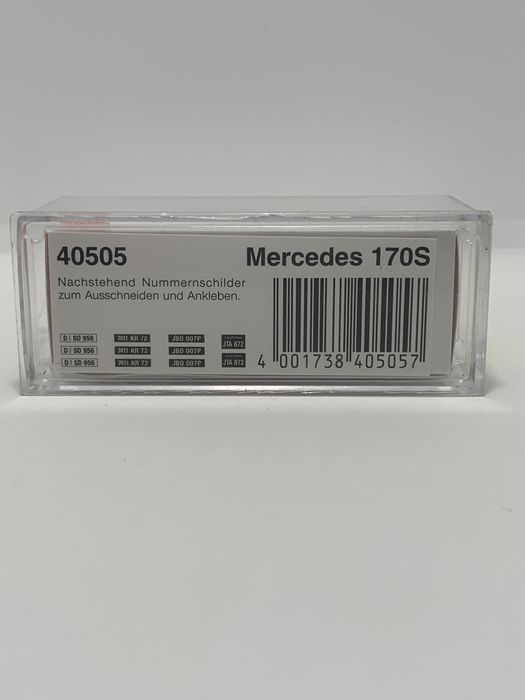 40505 Mercedes 170S
Nachstehend Nummernschilder
zum Ausschneiden und Ankleben.
D SD 956 7411 KR 72 JBO 007P JTA 872
D SD 956 7411 KR 72 JBO 007P
D SD 956 7411 KR 72 JBO 007P JTA 872
4 001738 405057